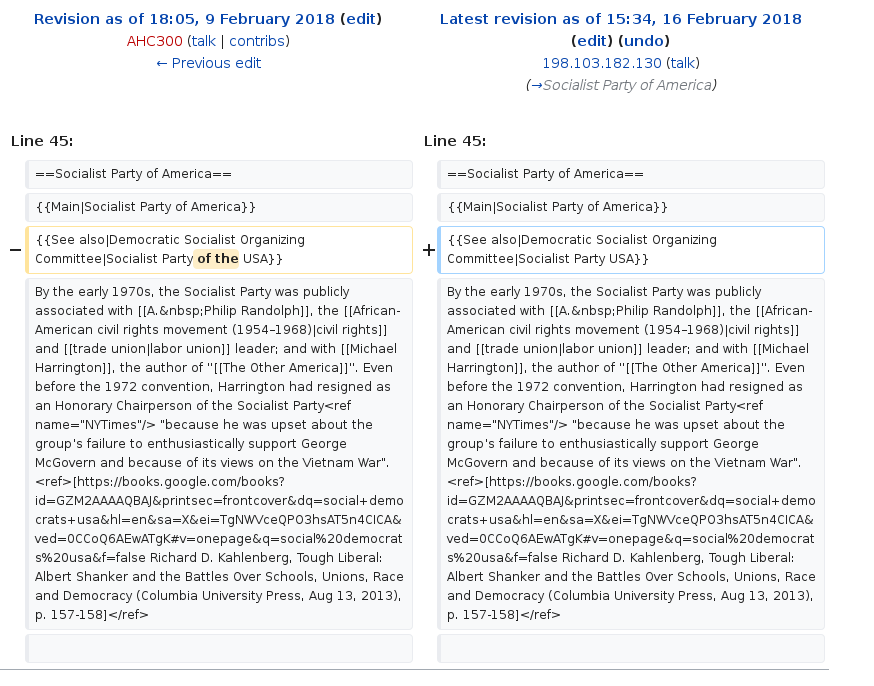 Revision as of 18:05, 9 February 2018 (edit)
AHC300 (talk | contribs)
← Previous edit
Latest revision as of 15:34, 16 February 2018
(edit) (undo)
198.103.182.130 (talk)
(→Socialist Party of America)
Line 45:
==Socialist Party of America==
{{Main|Socialist Party of America}}
− {{See also|Democratic Socialist Organizing
Committee|Socialist Party of the USA}}
By the early 1970s, the Socialist Party was publicly
associated with [[A.&nbsp;Philip Randolph]], the [[African-
American civil rights movement (1954–1968)|civil rights]]
and [[trade union|labor union]] leader; and with [[Michael
Harrington]], the author of "[[The Other America]]". Even
before the 1972 convention, Harrington had resigned as
an Honorary Chairperson of the Socialist Party<ref
name="NYTimes"/> "because he was upset about the
group's failure to enthusiastically support George
McGovern and because of its views on the Vietnam War".
<ref>[https://books.google.com/books?
id=GZM2AAAAQBAJ&printsec=frontcover&dq=social+demo
crats+usa&hl=en&sa=X&ei=TgNWVceQPO3hsAT5n4CICA&
ved=0CCoQ6AEwATgK#v=onepage&q=social%20democrat
s%20usa&f=false Richard D. Kahlenberg, Tough Liberal:
Albert Shanker and the Battles Over Schools, Unions, Race
and Democracy (Columbia University Press, Aug 13, 2013),
p. 157-158]</ref>
Line 45:
==Socialist Party of America==
{{Main|Socialist Party of America}}
+ {{See also|Democratic Socialist Organizing
Committee|Socialist Party USA}}
By the early 1970s, the Socialist Party was publicly
associated with [[A.&nbsp;Philip Randolph]], the [[African-
American civil rights movement (1954–1968)|civil rights]]
and [[trade union|labor union]] leader; and with [[Michael
Harrington]], the author of "[[The Other America]]". Even
before the 1972 convention, Harrington had resigned as
an Honorary Chairperson of the Socialist Party<ref
name="NYTimes"/> "because he was upset about the
group's failure to enthusiastically support George
McGovern and because of its views on the Vietnam War".
<ref>[https://books.google.com/books?
id=GZM2AAAAQBAJ&printsec=frontcover&dq=social+demo
crats+usa&hl=en&sa=X&ei=TgNWVceQPO3hsAT5n4CICA&
ved=0CCoQ6AEwATgK#v=onepage&q=social%20democrat
s%20usa&f=false Richard D. Kahlenberg, Tough Liberal:
Albert Shanker and the Battles Over Schools, Unions, Race
and Democracy (Columbia University Press, Aug 13, 2013),
p. 157-158]</ref>